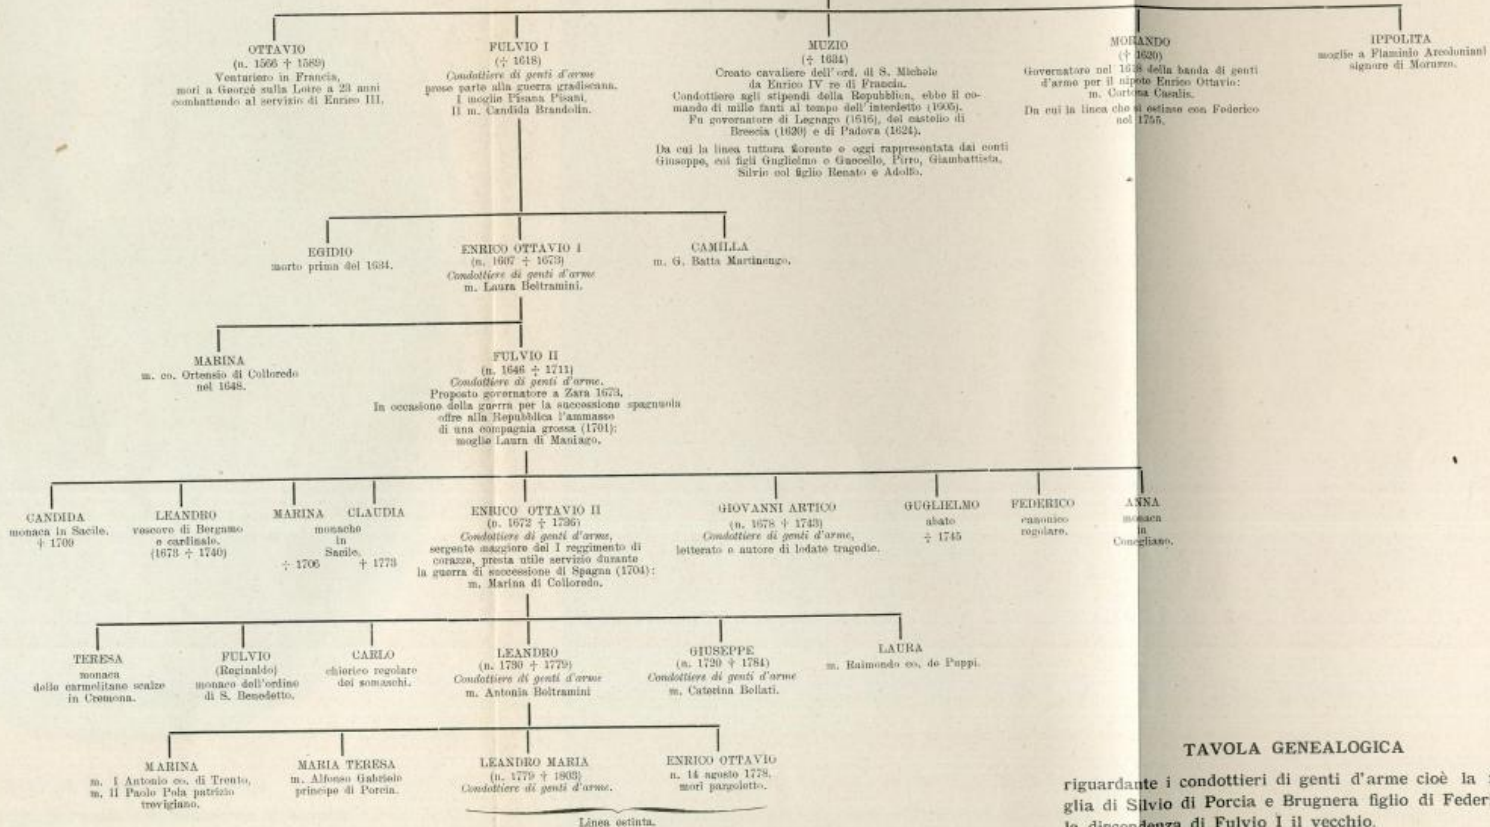 OTTAVIO
(n. 1566 † 1589)
Venturiero in Francia,
morì a Georgé sulla Loire a 23 anni
combattendo al servizio di Enrico III.
FULVIO I
(† 1618)
Condottiere di genti d'arme
prese parte alla guerra gradiscana.
I moglie Pisana Pisani,
II m. Candida Brandolin.
MUZIO
(† 1634)
Creato cavaliere dell'ord. di S. Michele
da Enrico IV re di Francia.
Condottiere agli stipendi della Repubblica, ebbe il co-
mando di mille fanti al tempo dell'interdetto (1605).
Fu governatore di Legnago (1616), del castello di
Brescia (1620) e di Padova (1624).
Da cui la linea tuttora fiorente e oggi rappresentata dai conti
Giuseppe, coi figli Guglielmo e Guecello, Pirro, Giambattista,
Silvio col figlio Renato e Adolfo.
MORANDO
(† 1620)
Governatore nel 1618 della banda di genti
d'arme per il nipote Enrico Ottavio:
m. Cortesa Casalis.
Da cui la linea che si estinse con Federico
nel 1755.
IPPOLITA
moglie a Flaminio Arcoloniani
signore di Moruzzo.
EGIDIO
morto prima del 1634.
ENRICO OTTAVIO I
(n. 1607 † 1673)
Condottiere di genti d'arme
m. Laura Beltramini.
CAMILLA
m. G. Batta Martinengo.
MARINA
m. co. Ortensio di Colloredo
nel 1648.
FULVIO II
(n. 1646 † 1711)
Condottiere di genti d'arme.
Proposto governatore a Zara 1673.
In occasione della guerra per la successione spagnuola
offre alla Repubblica l'ammasso
di una compagnia grossa (1701):
moglie Laura di Maniago.
CANDIDA
monaca in Sacile.
† 1709
LEANDRO
vescovo di Bergamo
e cardinale.
(1673 † 1740)
MARINA CLAUDIA
monache
in
Sacile.
† 1706 † 1773
ENRICO OTTAVIO II
(n. 1672 † 1736)
Condottiere di genti d'arme,
sergente maggiore del I reggimento di
corazze, presta utile servizio durante
la guerra di successione di Spagna (1704):
m. Marina di Colloredo.
GIOVANNI ARTICO
(n. 1678 † 1743)
Condottiere di genti d'arme,
letterato e autore di lodate tragedie.
GUGLIELMO
abate
† 1745
FEDERICO
canonico
regolare.
ANNA
monaca
in
Conegliano.
TERESA
monaca
delle carmelitane scalze
in Cremona.
FULVIO
(Reginaldo)
monaco dell'ordine
di S. Benedetto.
CARLO
chierico regolare
dei somaschi.
LEANDRO
(n. 1730 † 1779)
Condottiere di genti d'arme
m. Antonia Beltramini
GIUSEPPE
(n. 1720 † 1784)
Condottiere di genti d'arme
m. Caterina Bellati.
LAURA
m. Raimondo co. de Puppi.
MARINA
m. I Antonio co. di Trento,
m. II Paolo Pola patrizio
trevigiano.
MARIA TERESA
m. Alfonso Gabriele
principe di Porcia.
LEANDRO MARIA
(n. 1779 † 1803)
Condottiere di genti d'arme.
ENRICO OTTAVIO
n. 14 agosto 1778,
morì pargoletto.
Linea estinta.
TAVOLA GENEALOGICA
riguardante i condottieri di genti d'arme cioè la
glia di Silvio di Porcia e Brugnera figlio di Feder
la discendenza di Fulvio I il vecchio.